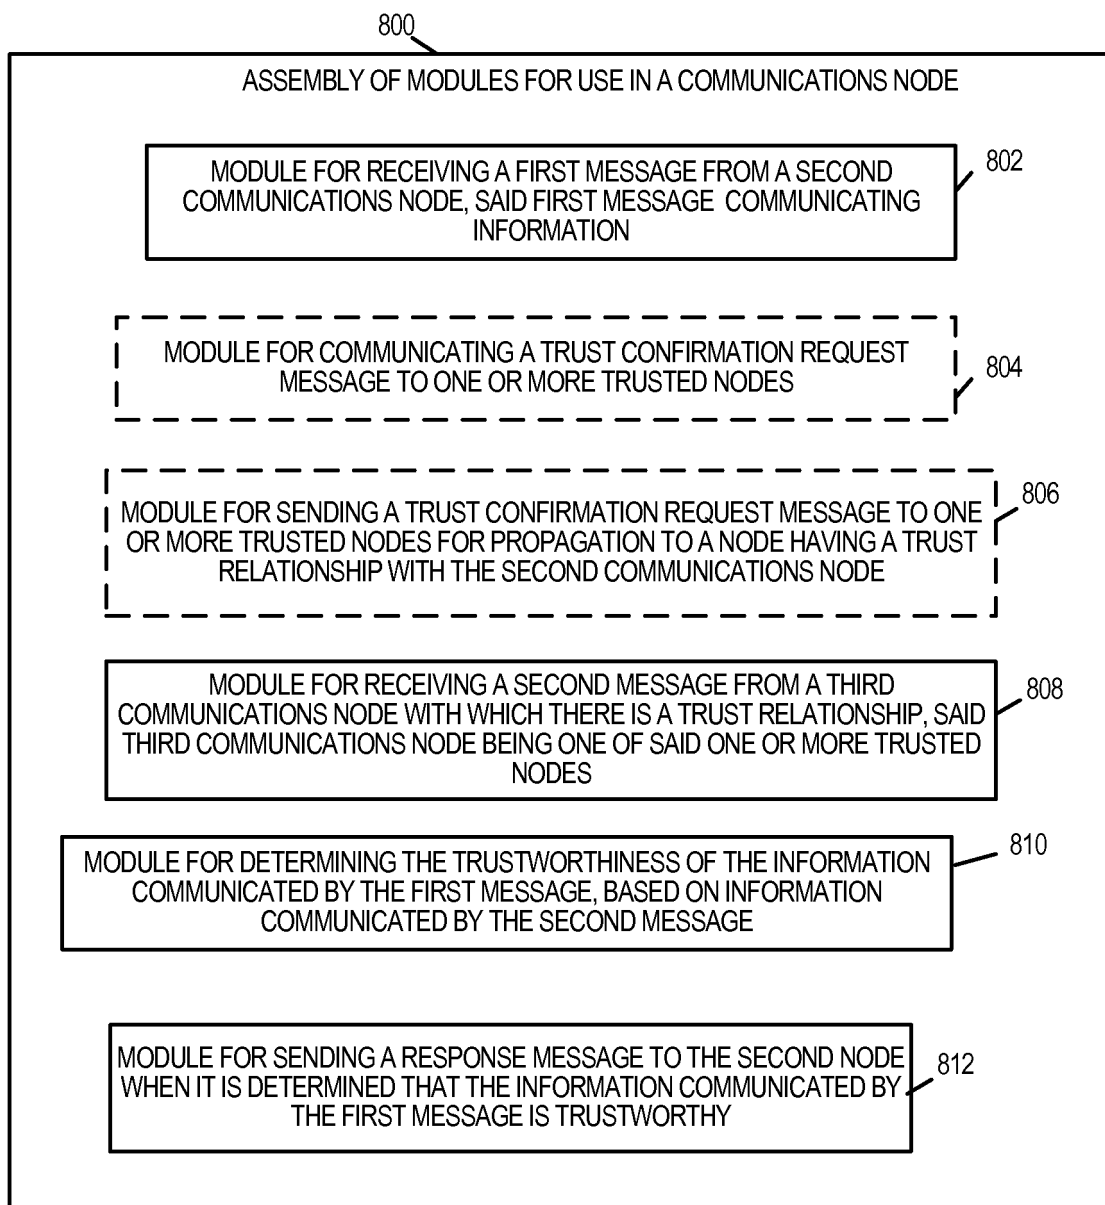 800
ASSEMBLY OF MODULES FOR USE IN A COMMUNICATIONS NODE
MODULE FOR RECEIVING A FIRST MESSAGE FROM A SECOND
COMMUNICATIONS NODE, SAID FIRST MESSAGE COMMUNICATING
INFORMATION
802
MODULE FOR COMMUNICATING A TRUST CONFIRMATION REQUEST
MESSAGE TO ONE OR MORE TRUSTED NODES
804
MODULE FOR SENDING A TRUST CONFIRMATION REQUEST MESSAGE TO ONE
OR MORE TRUSTED NODES FOR PROPAGATION TO A NODE HAVING A TRUST
RELATIONSHIP WITH THE SECOND COMMUNICATIONS NODE
806
MODULE FOR RECEIVING A SECOND MESSAGE FROM A THIRD
COMMUNICATIONS NODE WITH WHICH THERE IS A TRUST RELATIONSHIP, SAID
THIRD COMMUNICATIONS NODE BEING ONE OF SAID ONE OR MORE TRUSTED
NODES
808
MODULE FOR DETERMINING THE TRUSTWORTHINESS OF THE INFORMATION
COMMUNICATED BY THE FIRST MESSAGE, BASED ON INFORMATION
COMMUNICATED BY THE SECOND MESSAGE
810
MODULE FOR SENDING A RESPONSE MESSAGE TO THE SECOND NODE
WHEN IT IS DETERMINED THAT THE INFORMATION COMMUNICATED BY
THE FIRST MESSAGE IS TRUSTWORTHY
812